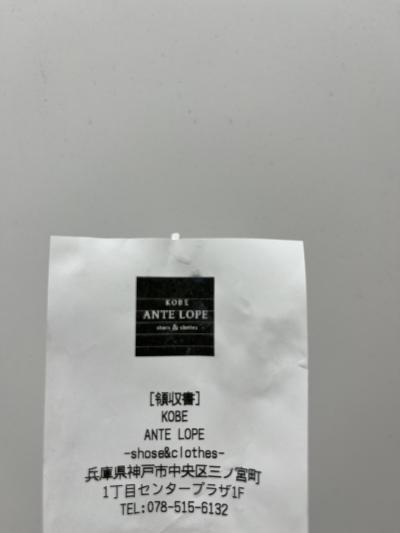 KOBE
ANTE LOPE
shoes & clothes
[領収書]
KOBE
ANTE LOPE
-shose&clothes-
兵庫県神戸市中央区三ノ宮町
1丁目センタープラザ1F
TEL:078-515-6132